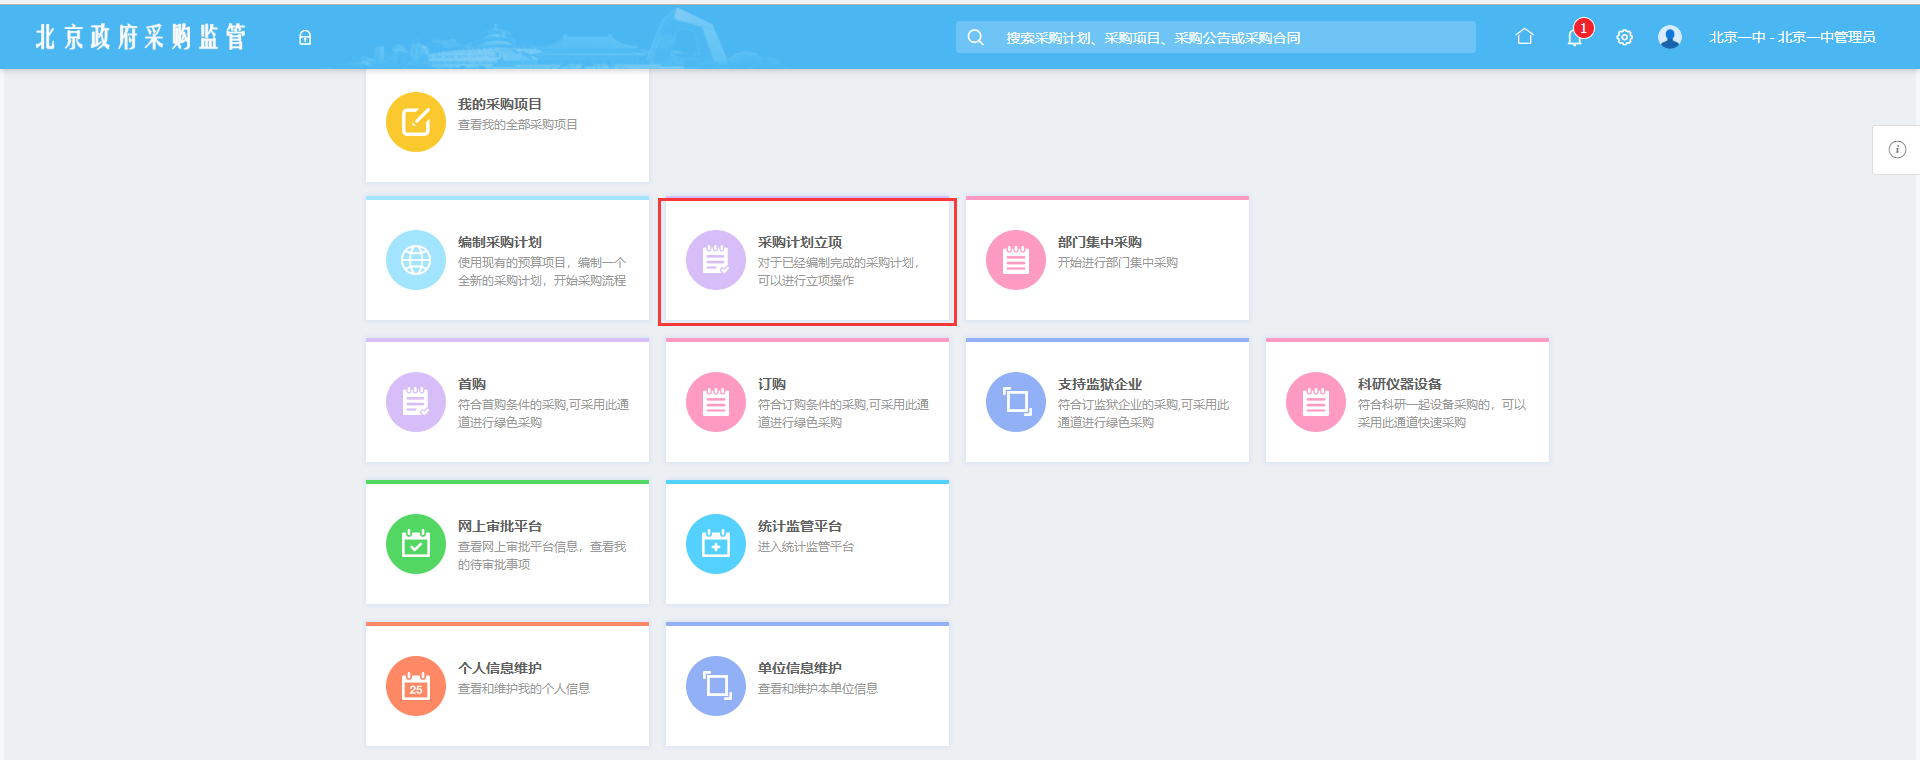 北京政府采购监管
搜索采购计划、采购项目、采购公告或采购合同
1
北京一中 - 北京一中管理员
我的采购项目
查看我的全部采购项目
编制采购计划
使用现有的预算项目，编制一个
全新的采购计划，开始采购流程
采购计划立项
对于已经编制完成的采购计划，
可以进行立项操作
部门集中采购
开始进行部门集中采购
首购
符合首购条件的采购,可采用此通
道进行绿色采购
订购
符合订购条件的采购,可采用此通
道进行绿色采购
支持监狱企业
符合订监狱企业的采购,可采用此
通道进行绿色采购
科研仪器设备
符合科研一起设备采购的，可以
采用此通道快速采购
网上审批平台
查看网上审批平台信息，查看我
的待审批事项
统计监管平台
进入统计监管平台
25
个人信息维护
查看和维护我的个人信息
单位信息维护
查看和维护本单位信息